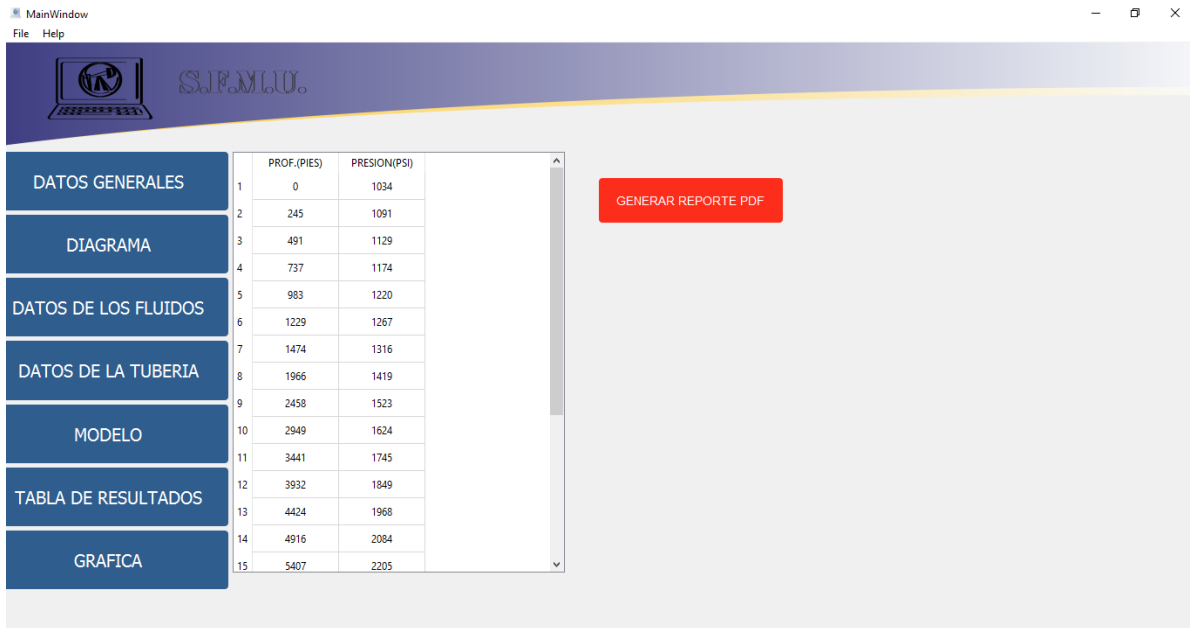 MainWindow
File Help
S.F.M.U.
DATOS GENERALES
DIAGRAMA
DATOS DE LOS FLUIDOS
DATOS DE LA TUBERIA
MODELO
TABLA DE RESULTADOS
GRAFICA
PROF.(PIES) PRESION(PSI)
1 0 1034
2 245 1091
3 491 1129
4 737 1174
5 983 1220
6 1229 1267
7 1474 1316
8 1966 1419
9 2458 1523
10 2949 1624
11 3441 1745
12 3932 1849
13 4424 1968
14 4916 2084
15 5407 2205
GENERAR REPORTE PDF